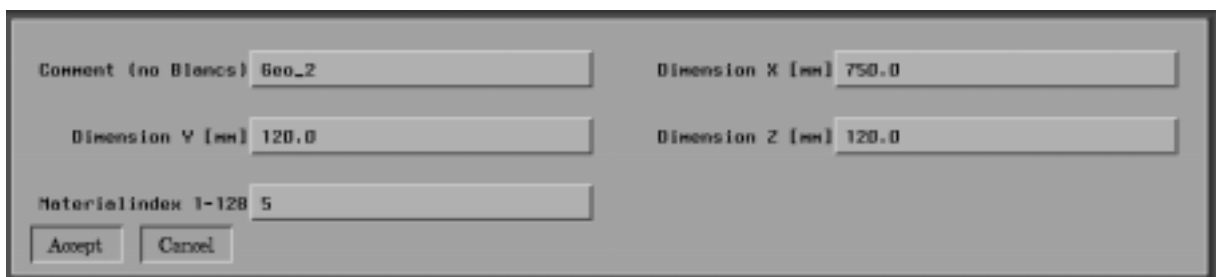 Comment (no Blancs) Geo_2 Dimension X [mm] 750.0
Dimension Y [mm] 120.0 Dimension Z [mm] 120.0
Materialindex 1-128 5
Accept Cancel